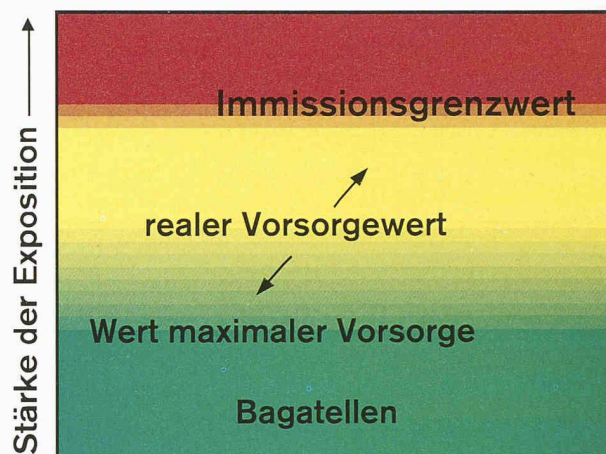 Stärke der Exposition
Immissionsgrenzwert
realer Vorsorgewert
Wert maximaler Vorsorge
Bagatellen